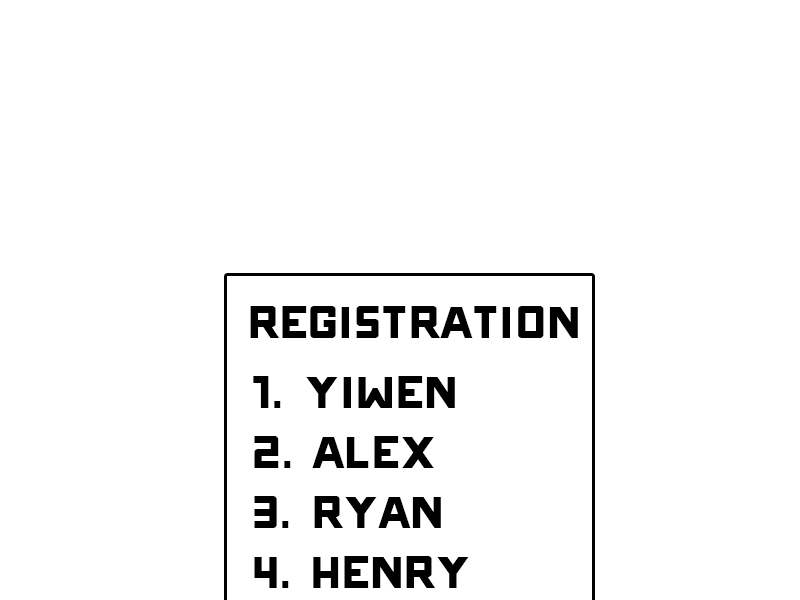 REGISTRATION
1. YIWEN
2. ALEX
3. RYAN
4. HENRY